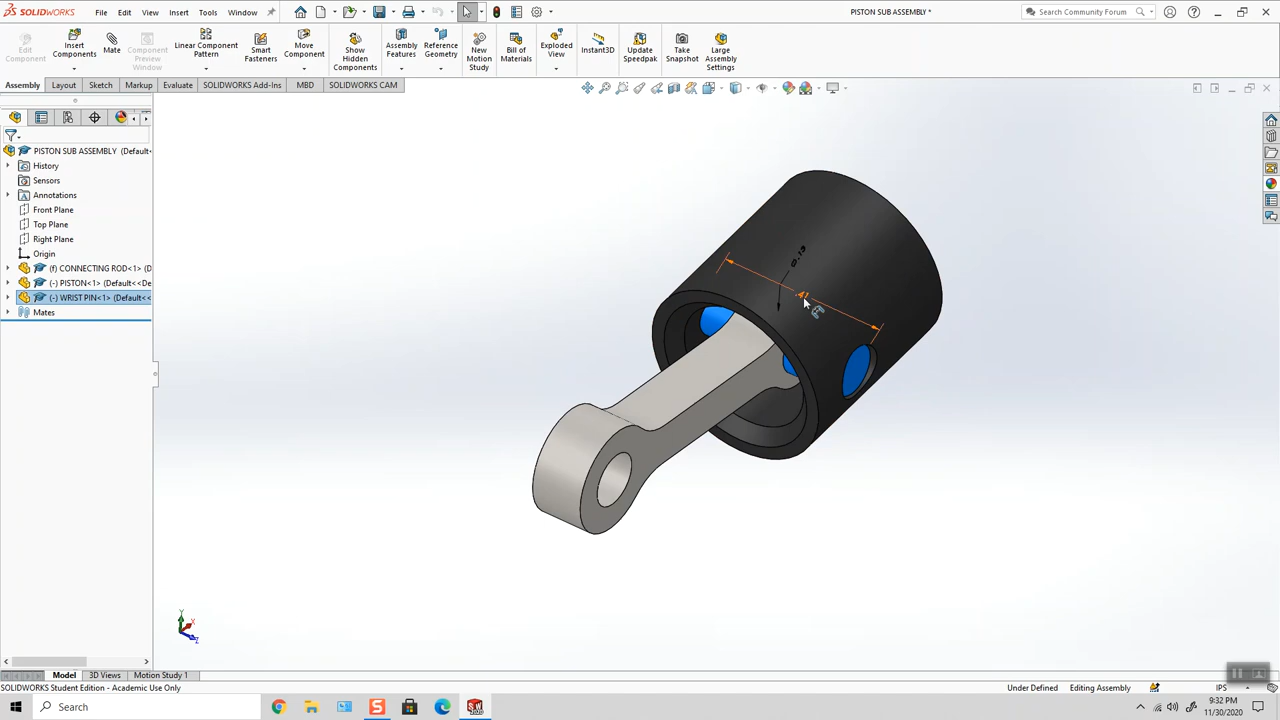 SOLIDWORKS File Edit View Insert Tools Window PISTON SUB ASSEMBLY * Search Community Forum
Edit Component
Insert Components
Mate
Component Preview Window
Linear Component Pattern
Smart Fasteners
Move Component
Show Hidden Components
Assembly Features
Reference Geometry
New Motion Study
Bill of Materials
Exploded View
Instant3D
Update Speedpak
Take Snapshot
Large Assembly Settings
Assembly Layout Sketch Markup Evaluate SOLIDWORKS Add-Ins MBD SOLIDWORKS CAM
PISTON SUB ASSEMBLY (Default<
History
Sensors
Annotations
Front Plane
Top Plane
Right Plane
Origin
(f) CONNECTING ROD<1> (D
(-) PISTON<1> (Default<<De
(-) WRIST PIN<1> (Default<<
Mates
Y
X
Z
Model 3D Views Motion Study 1
SOLIDWORKS Student Edition - Academic Use Only Under Defined Editing Assembly IPS
Search 9:32 PM
11/30/2020